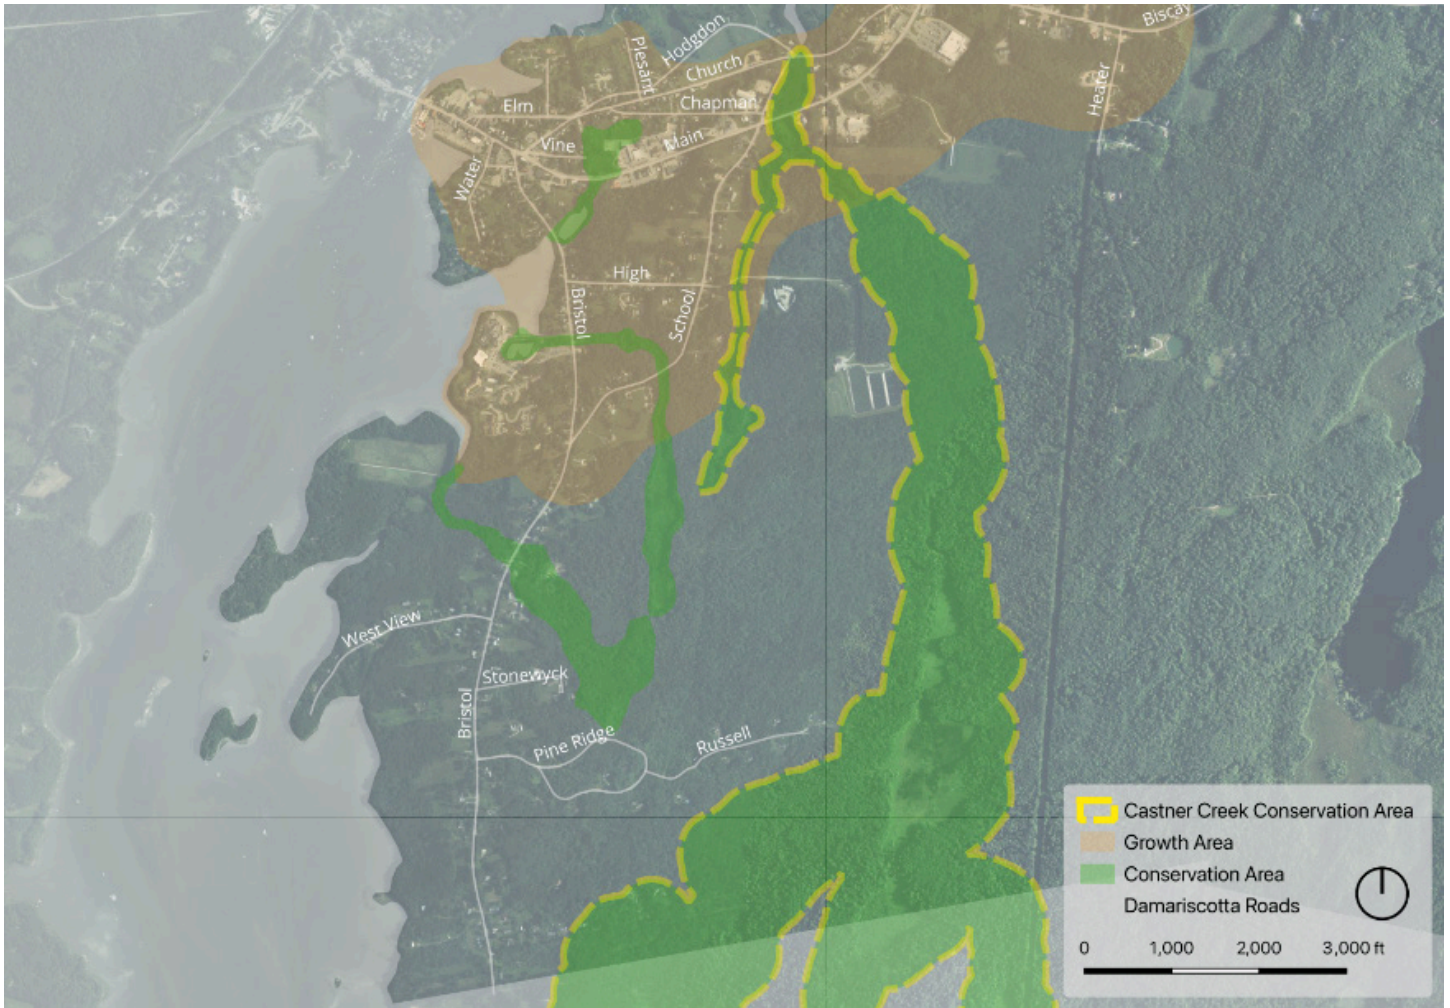 Biscay
Hodgdon
Plesant
Church
Heater
Elm
Chapman
Main
Vine
Water
High
Bristol
School
West View
Stonewyck
Bristol
Pine Ridge
Russell
Castner Creek Conservation Area
Growth Area
Conservation Area
Damariscotta Roads
0 1,000 2,000 3,000 ft